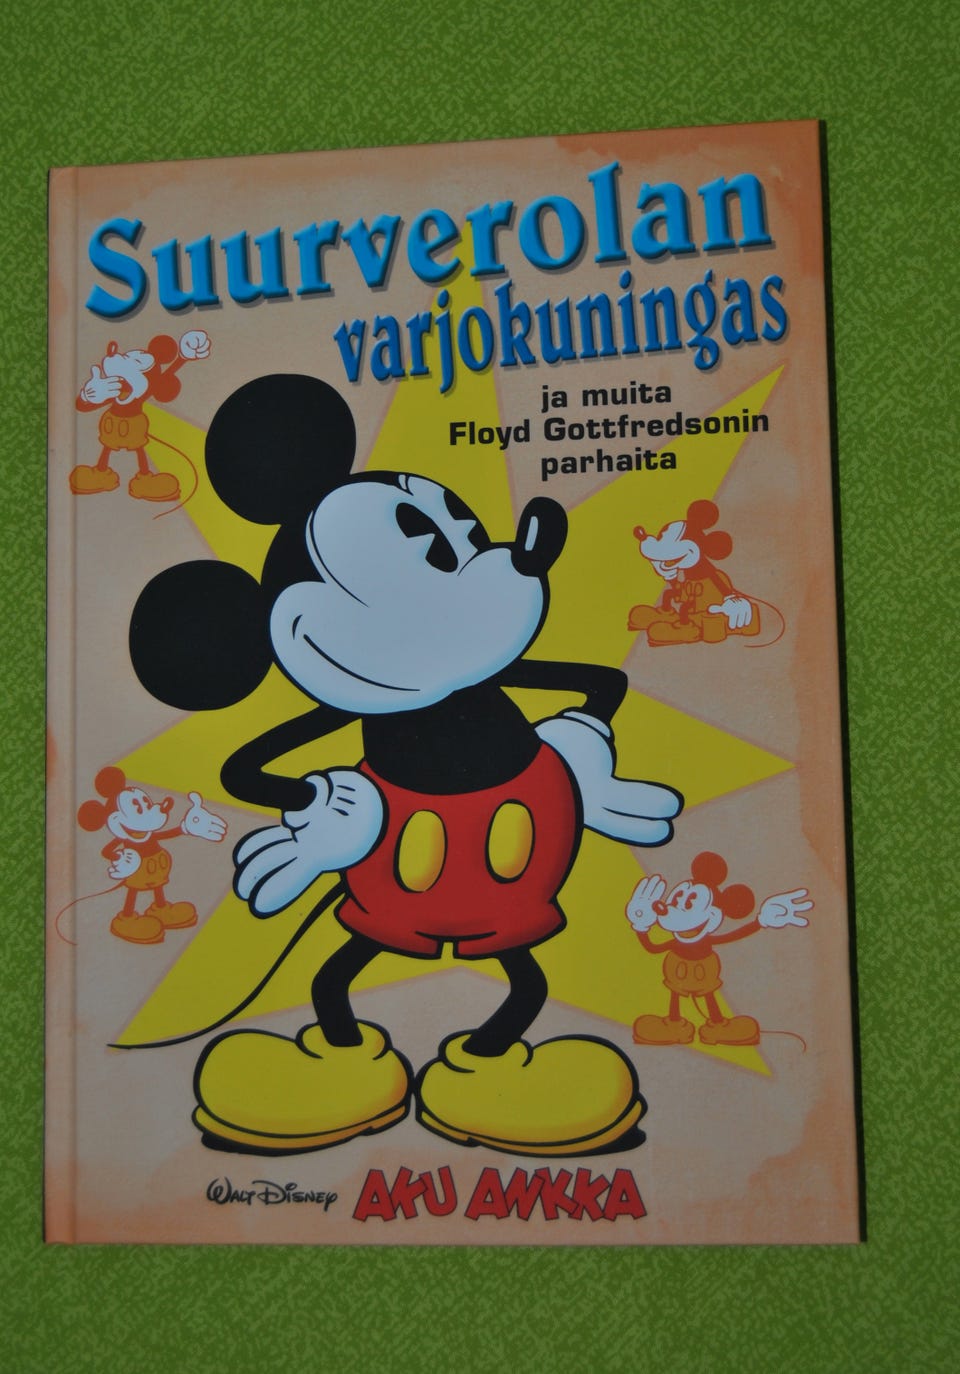 Suurverolan
varjokuningas
ja muita
Floyd Gottfredsonin
parhaita
WALT DISNEY AKU ANKKA